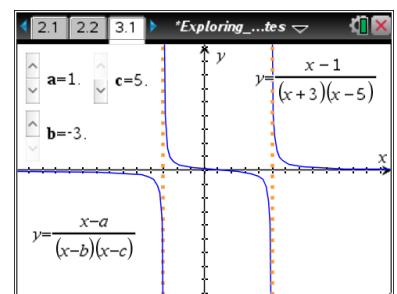 2.1 2.2 3.1 *Exploring_...tes
a=1. c=5.
b=-3.
y
y=(x-1)/((x+3)(x-5))
x
y=(x-a)/((x-b)(x-c))